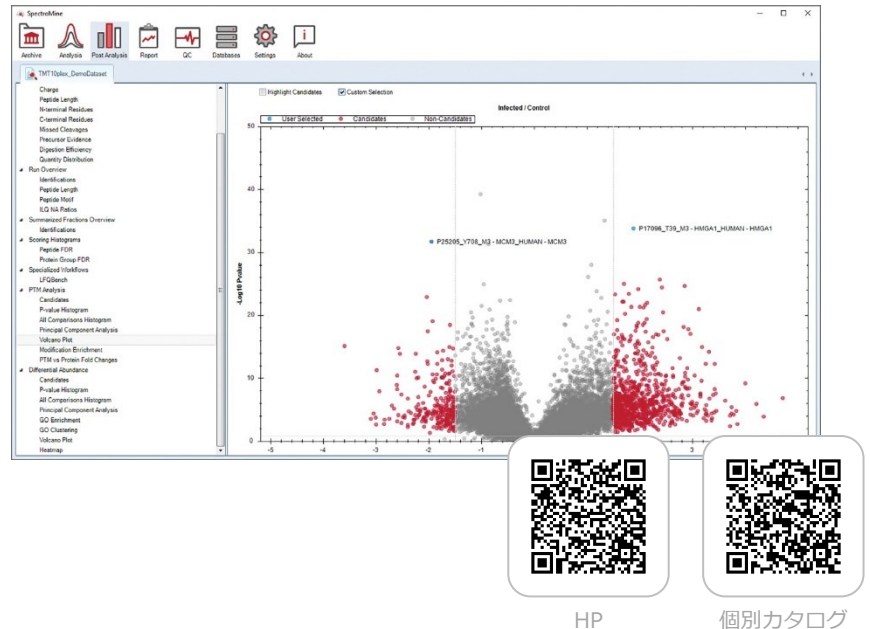 SpectroMine
Archive Analysis Post Analysis Report QC Databases Settings About
TMT10plex_DemoDataset
Charge
Peptide Length
N-terminal Residues
C-terminal Residues
Missed Cleavages
Precursor Evidence
Digestion Efficiency
Quantity Distribution
Run Overview
Identifications
Peptide Length
Peptide Motif
ILQ NA Ratios
Summarized Fractions Overview
Identifications
Scoring Histograms
Peptide FDR
Protein Group FDR
Specialized Workflows
LFQBench
PTM Analysis
Candidates
P-value Histogram
All Comparisons Histogram
Principal Component Analysis
Volcano Plot
Modification Enrichment
PTM vs Protein Fold Changes
Differential Abundance
Candidates
P-value Histogram
All Comparisons Histogram
Principal Component Analysis
GO Enrichment
GO Clustering
Volcano Plot
Heatmap
Highlight Candidates Custom Selection
Infected / Control
User Selected Candidates Non-Candidates
50
40
30
20
10
0
-Log10 Pvalue
P25205_Y708_M3 - MCM3_HUMAN - MCM3
P17096_T39_M3 - HMGA1_HUMAN - HMGA1
-5 -4 -3 -2 -1 3
HP
個別カタログ